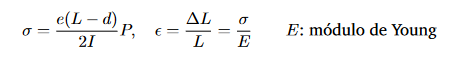 σ = e(L − d)/2I P, ϵ = ΔL/L = σ/E E: módulo de Young